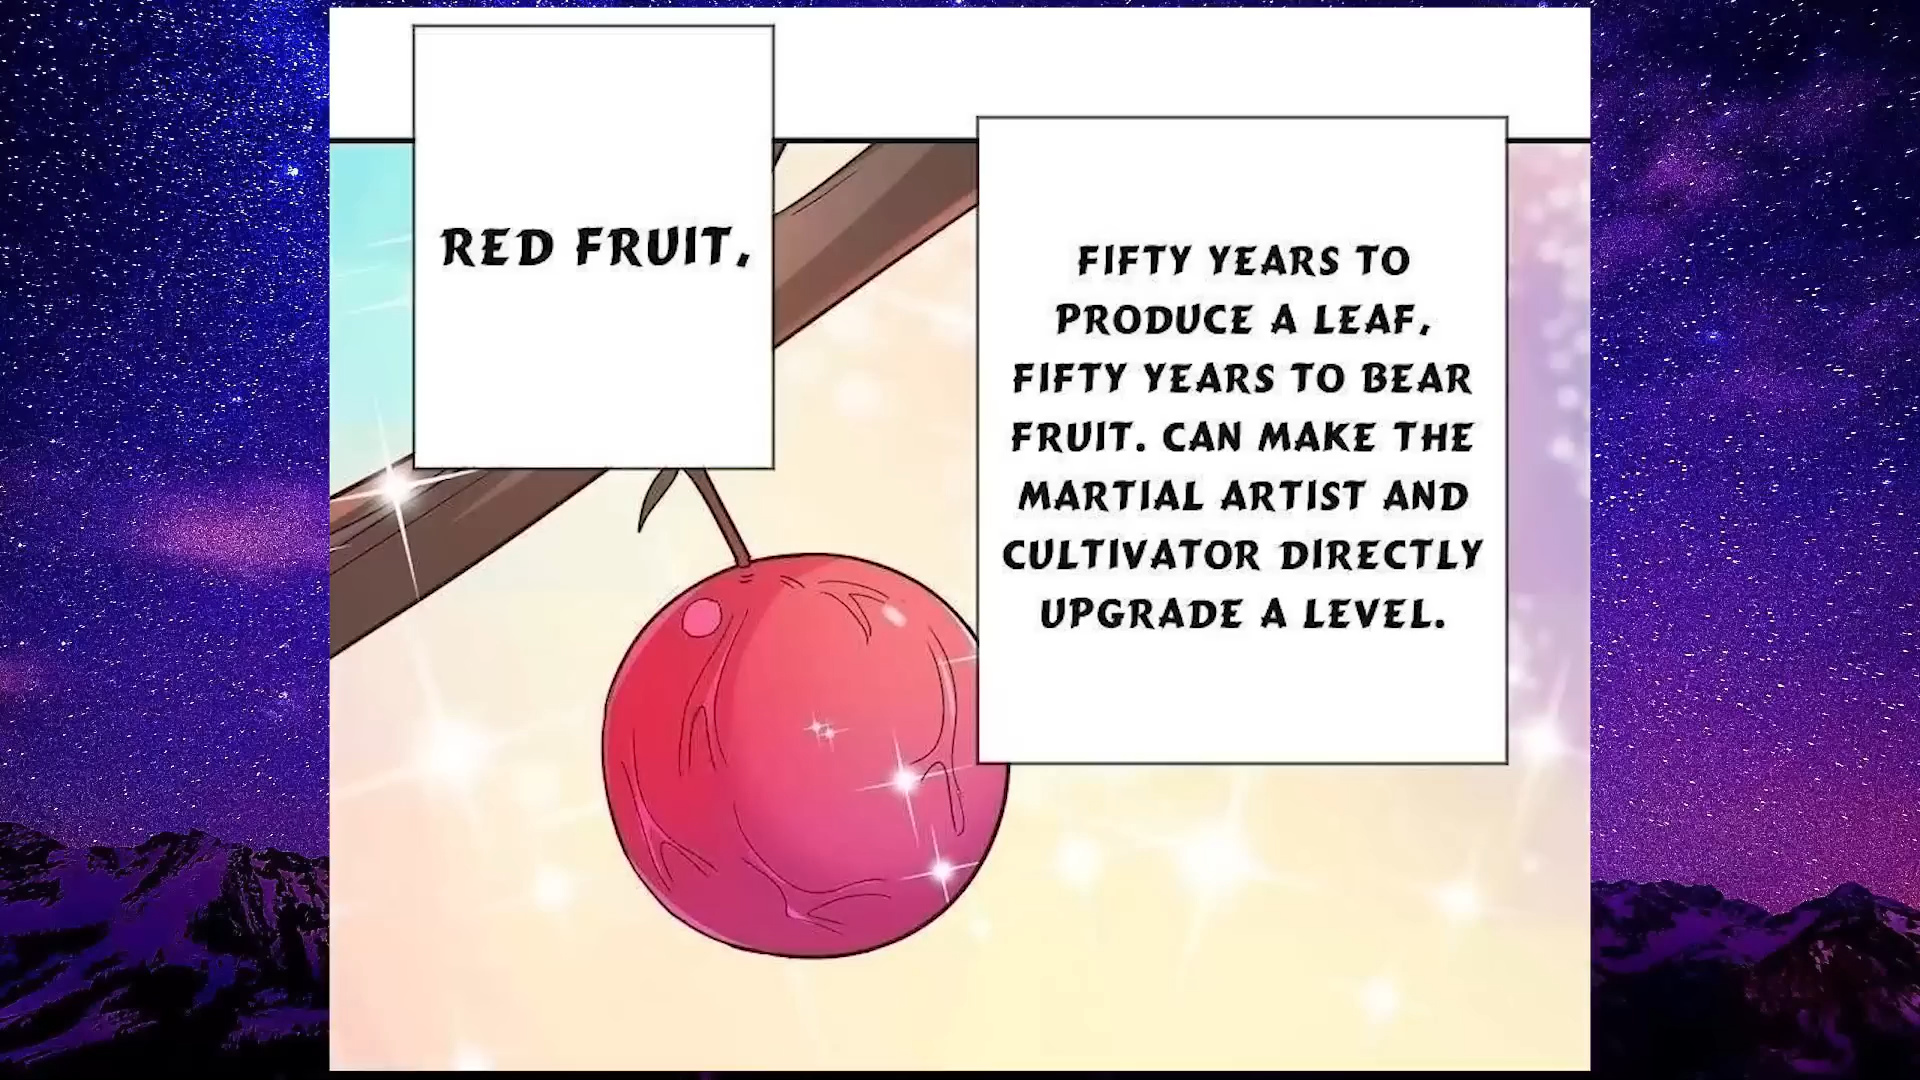 RED FRUIT,
FIFTY YEARS TO
PRODUCE A LEAF,
FIFTY YEARS TO BEAR
FRUIT. CAN MAKE THE
MARTIAL ARTIST AND
CULTIVATOR DIRECTLY
UPGRADE A LEVEL.